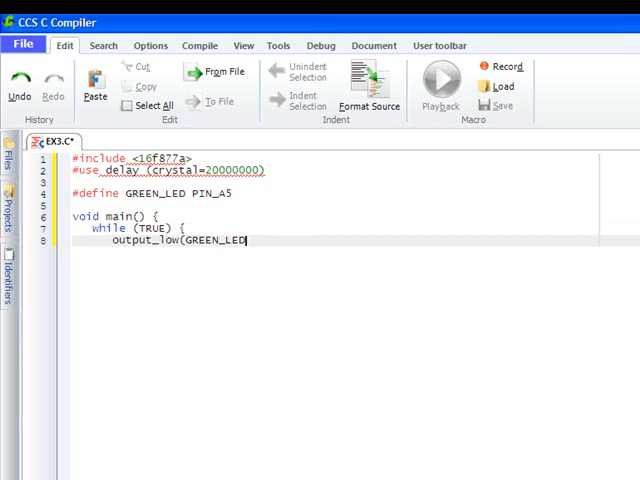 CCS C Compiler
File Edit Search Options Compile View Tools Debug Document User toolbar
Undo Redo
History
Paste
Cut
Copy
Select All
From File
To File
Edit
Unindent Selection
Indent Selection
Format Source
Indent
Playback
Record
Load
Save
Macro
Files
Projects
Identifiers
EX3.C*
1 #include <16f877a>
2 #use delay (crystal=20000000)
3
4 #define GREEN_LED PIN_A5
5
6 void main() {
7 while (TRUE) {
8 output_low(GREEN_LED